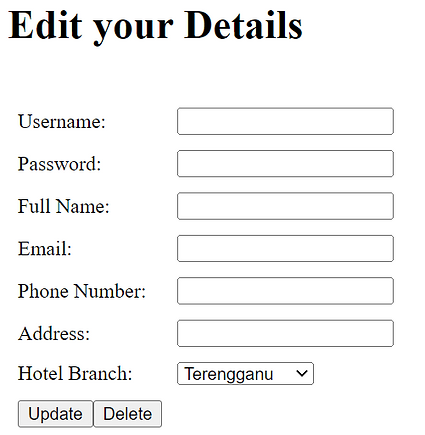 Edit your Details
Username:
Password:
Full Name:
Email:
Phone Number:
Address:
Hotel Branch: Terengganu
Update Delete